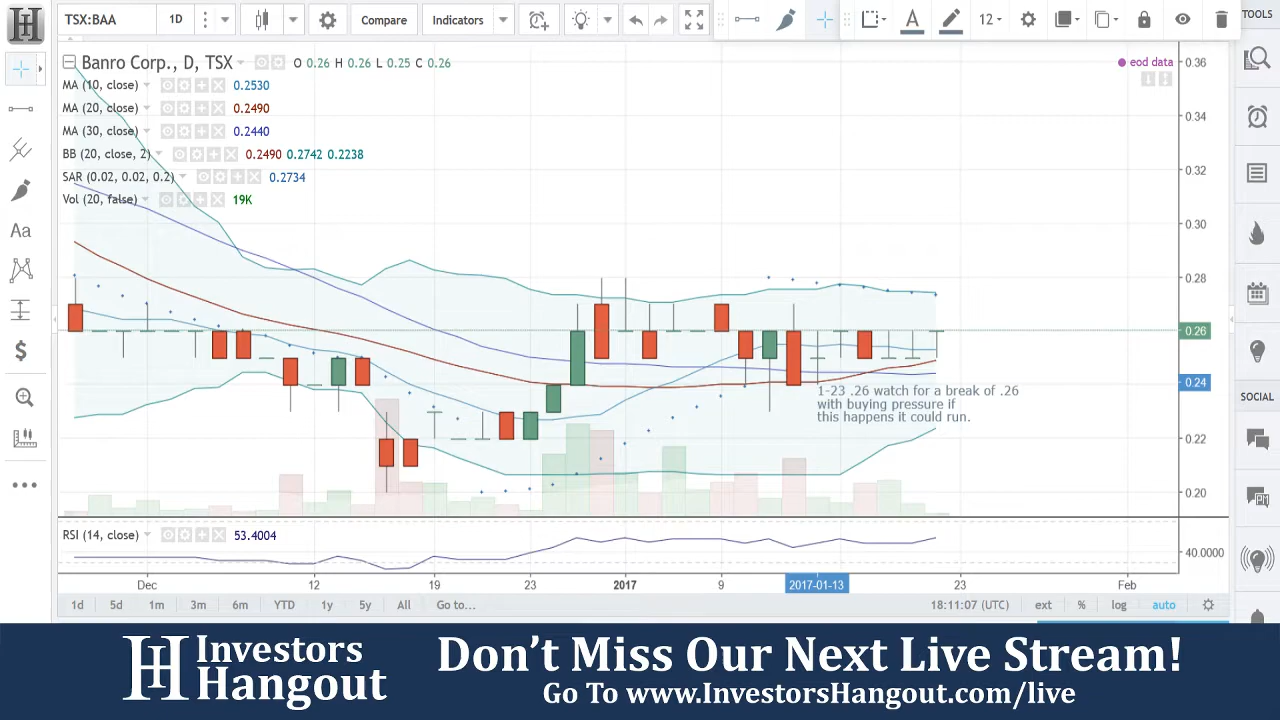 TSX:BAA 1D Compare Indicators 12 TOOLS
Banro Corp., D, TSX O 0.26 H 0.26 L 0.25 C 0.26
eod data
MA (10, close) 0.2530
MA (20, close) 0.2490
MA (30, close) 0.2440
BB (20, close, 2) 0.2490 0.2742 0.2238
SAR (0.02, 0.02, 0.2) 0.2734
Vol (20, false) 19K
0.36
0.34
0.32
0.30
0.28
0.26
0.24
0.22
0.20
1-23 .26 watch for a break of .26
with buying pressure if
this happens it could run.
Aa
$
SOCIAL
RSI (14, close) 53.4004
40.0000
Dec 12 19 23 2017 9 2017-01-13 23 Feb
1d 5d 1m 3m 6m YTD 1y 5y All Go to... 18:11:07 (UTC) ext % log auto
IH Investors
Hangout
Don't Miss Our Next Live Stream!
Go To www.InvestorsHangout.com/live